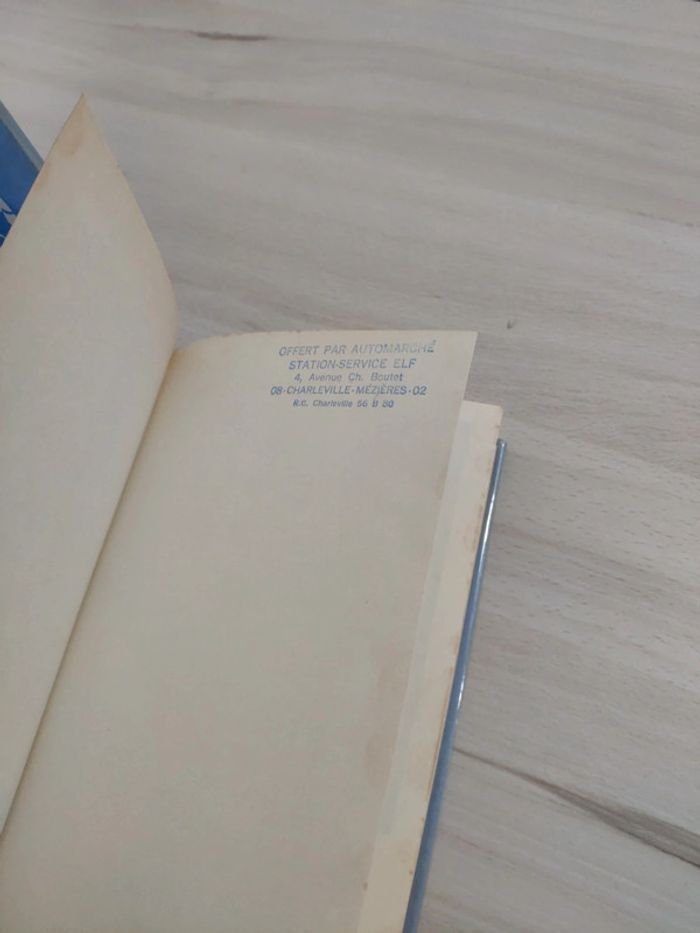 OFFERT PAR AUTOMARCHÉ
STATION-SERVICE ELF
4, Avenue Ch. Boutet
08-CHARLEVILLE-MÉZIÈRES-02
R.C. Charleville 56 B 80